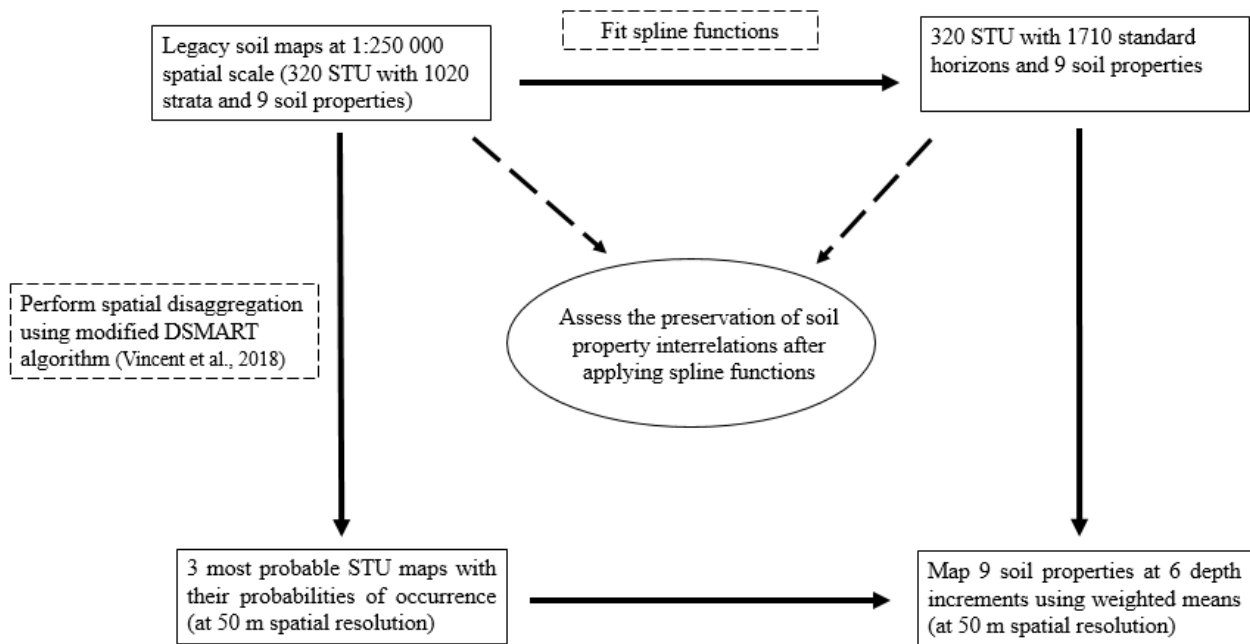 Legacy soil maps at 1:250 000
spatial scale (320 STU with 1020
strata and 9 soil properties)
Fit spline functions
320 STU with 1710 standard
horizons and 9 soil properties
Perform spatial disaggregation
using modified DSMART
algorithm (Vincent et al., 2018)
Assess the preservation of soil
property interrelations after
applying spline functions
3 most probable STU maps with
their probabilities of occurrence
(at 50 m spatial resolution)
Map 9 soil properties at 6 depth
increments using weighted means
(at 50 m spatial resolution)